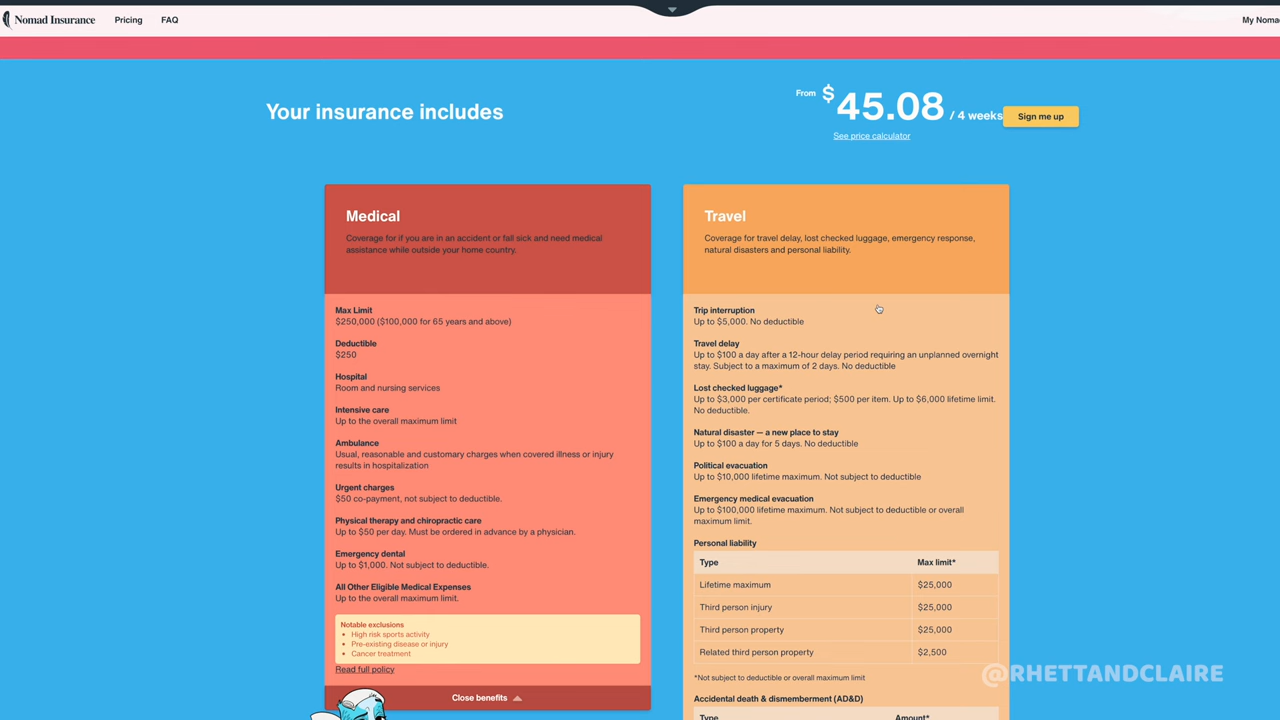 Nomad Insurance
Pricing
FAQ
My Noma
Your insurance includes
From $45.08 / 4 weeks
See price calculator
Sign me up
Medical
Coverage for if you are in an accident or fall sick and need medical
assistance while outside your home country.
Max Limit
$250,000 ($100,000 for 65 years and above)
Deductible
$250
Hospital
Room and nursing services
Intensive care
Up to the overall maximum limit
Ambulance
Usual, reasonable and customary charges when covered illness or injury
results in hospitalization
Urgent charges
$50 co-payment, not subject to deductible.
Physical therapy and chiropractic care
Up to $50 per day. Must be ordered in advance by a physician.
Emergency dental
Up to $1,000. Not subject to deductible.
All Other Eligible Medical Expenses
Up to the overall maximum limit.
Notable exclusions
• High risk sports activity
• Pre-existing disease or injury
• Cancer treatment
Read full policy
Close benefits
Travel
Coverage for travel delay, lost checked luggage, emergency response,
natural disasters and personal liability.
Trip interruption
Up to $5,000. No deductible
Travel delay
Up to $100 a day after a 12-hour delay period requiring an unplanned overnight
stay. Subject to a maximum of 2 days. No deductible
Lost checked luggage*
Up to $3,000 per certificate period; $500 per item. Up to $6,000 lifetime limit.
No deductible.
Natural disaster — a new place to stay
Up to $100 a day for 5 days. No deductible
Political evacuation
Up to $10,000 lifetime maximum. Not subject to deductible
Emergency medical evacuation
Up to $100,000 lifetime maximum. Not subject to deductible or overall
maximum limit.
Personal liability
Type Max limit*
Lifetime maximum $25,000
Third person injury $25,000
Third person property $25,000
Related third person property $2,500
*Not subject to deductible or overall maximum limit
Accidental death & dismemberment (AD&D)
Type Amount*
@RHETTANDCLAIRE